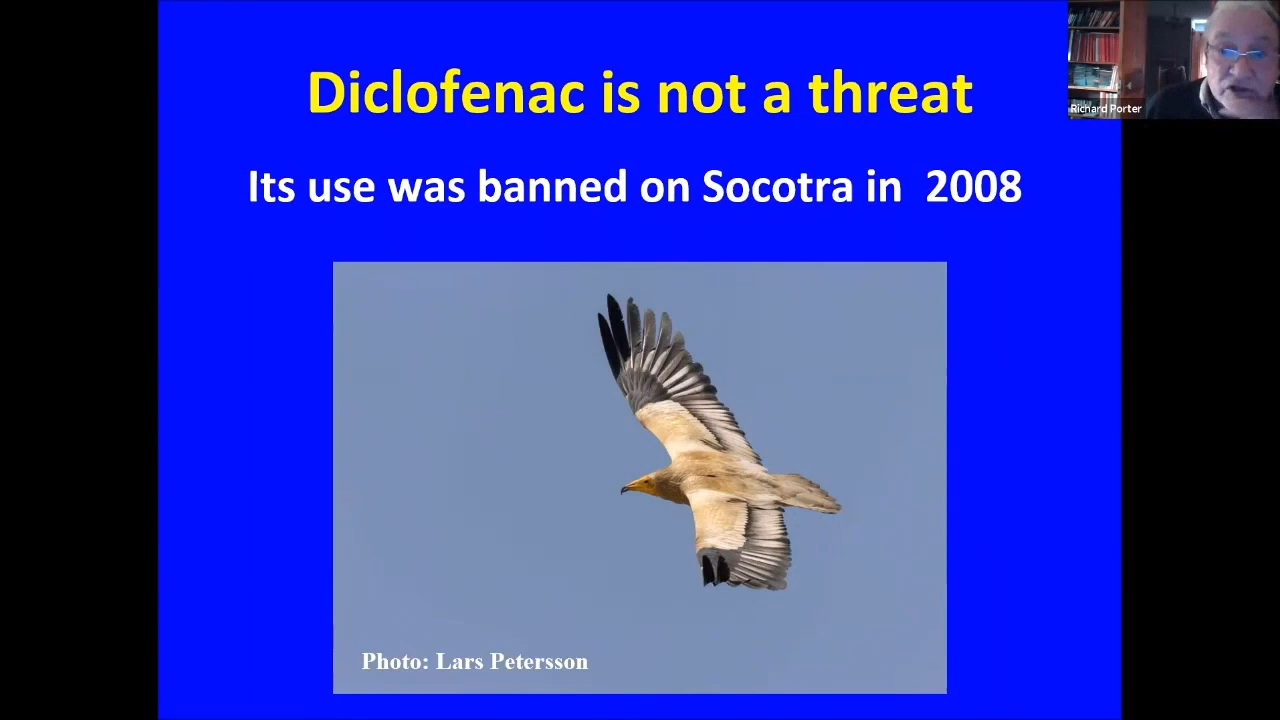 Diclofenac is not a threat
Its use was banned on Socotra in 2008
Richard Porter
Photo: Lars Petersson